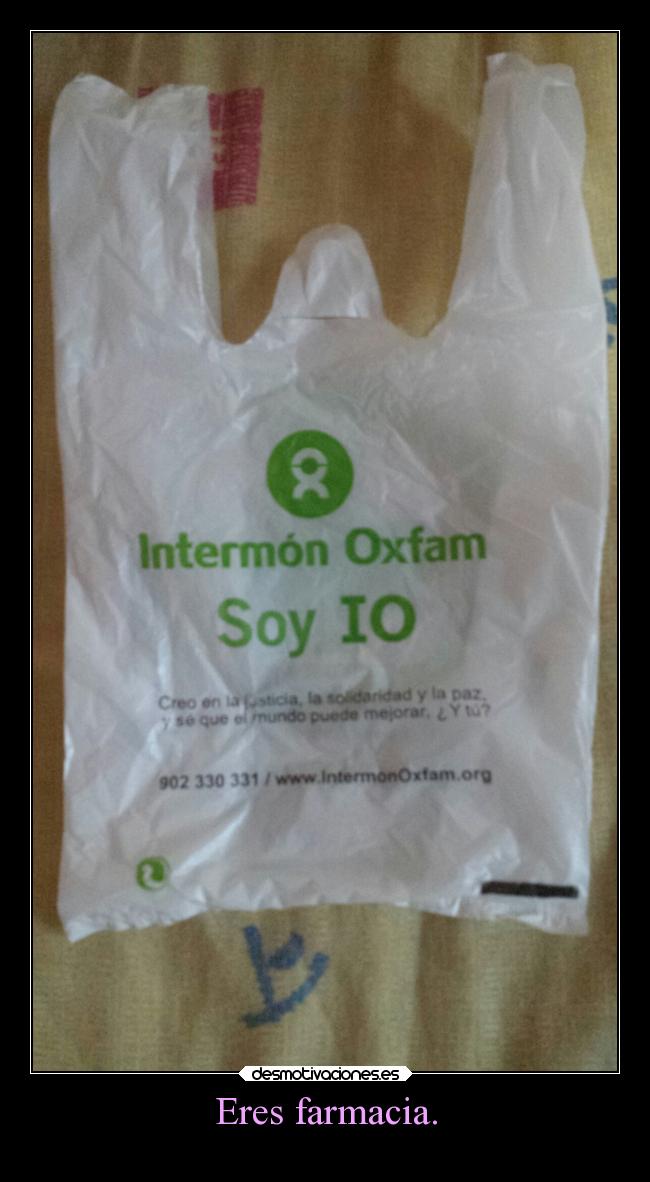 Intermón Oxfam
Soy IO
Creo en la justicia, la solidaridad y la paz,
y sé que el mundo puede mejorar, ¿Y tú?
902 330 331 / www.IntermonOxfam.org
desmotivaciones.es
Eres farmacia.